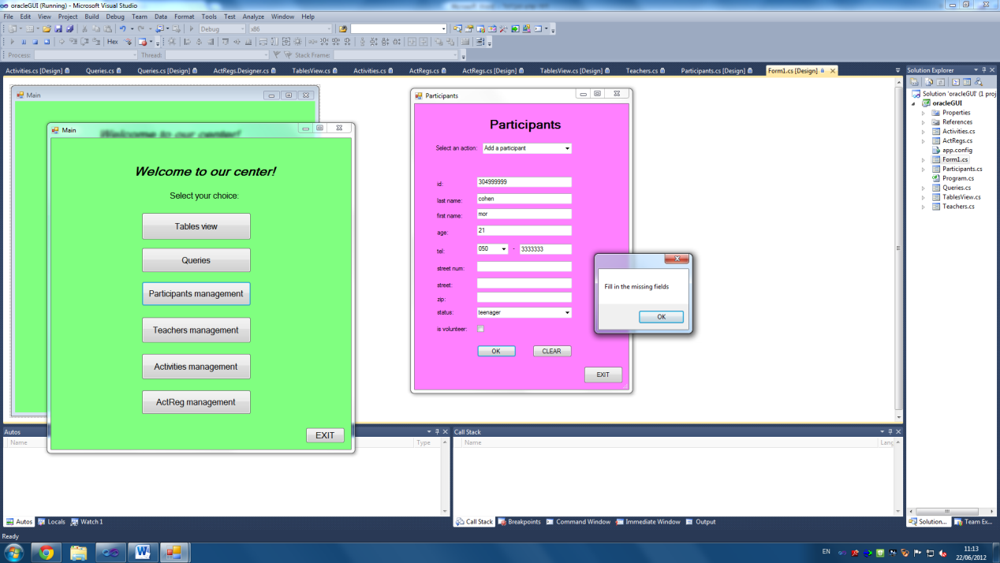 oracleGUI (Running) - Microsoft Visual Studio
File Edit View Project Build Debug Team Data Format Tools Test Analyze Window Help
Debug x86
Hex
Process: Thread: Stack Frame:
Activities.cs [Design] Queries.cs Queries.cs [Design] ActRegs.Designer.cs TablesView.cs Activities.cs ActRegs.cs ActRegs.cs [Design] TablesView.cs [Design] Teachers.cs Participants.cs [Design] Form1.cs [Design]
Main
Welcome to our center!
Main
Welcome to our center!
Select your choice:
Tables view
Queries
Participants management
Teachers management
Activities management
ActReg management
EXIT
Participants
Participants
Select an action: Add a participant
id: 304999999
last name: cohen
first name: mor
age: 21
tel: 050 - 3333333
street num:
street:
zip:
status: teenager
is volunteer:
OK CLEAR
EXIT
Fill in the missing fields
OK
Solution Explorer
Solution 'oracleGUI' (1 proj
oracleGUI
Properties
References
Activities.cs
ActRegs.cs
app.config
Form1.cs
Participants.cs
Program.cs
Queries.cs
TablesView.cs
Teachers.cs
Solution... Team Ex...
Autos
Name Type
Autos Locals Watch 1
Call Stack
Name Lang
Call Stack Breakpoints Command Window Immediate Window Output
Ready
EN
11:13
22/06/2012